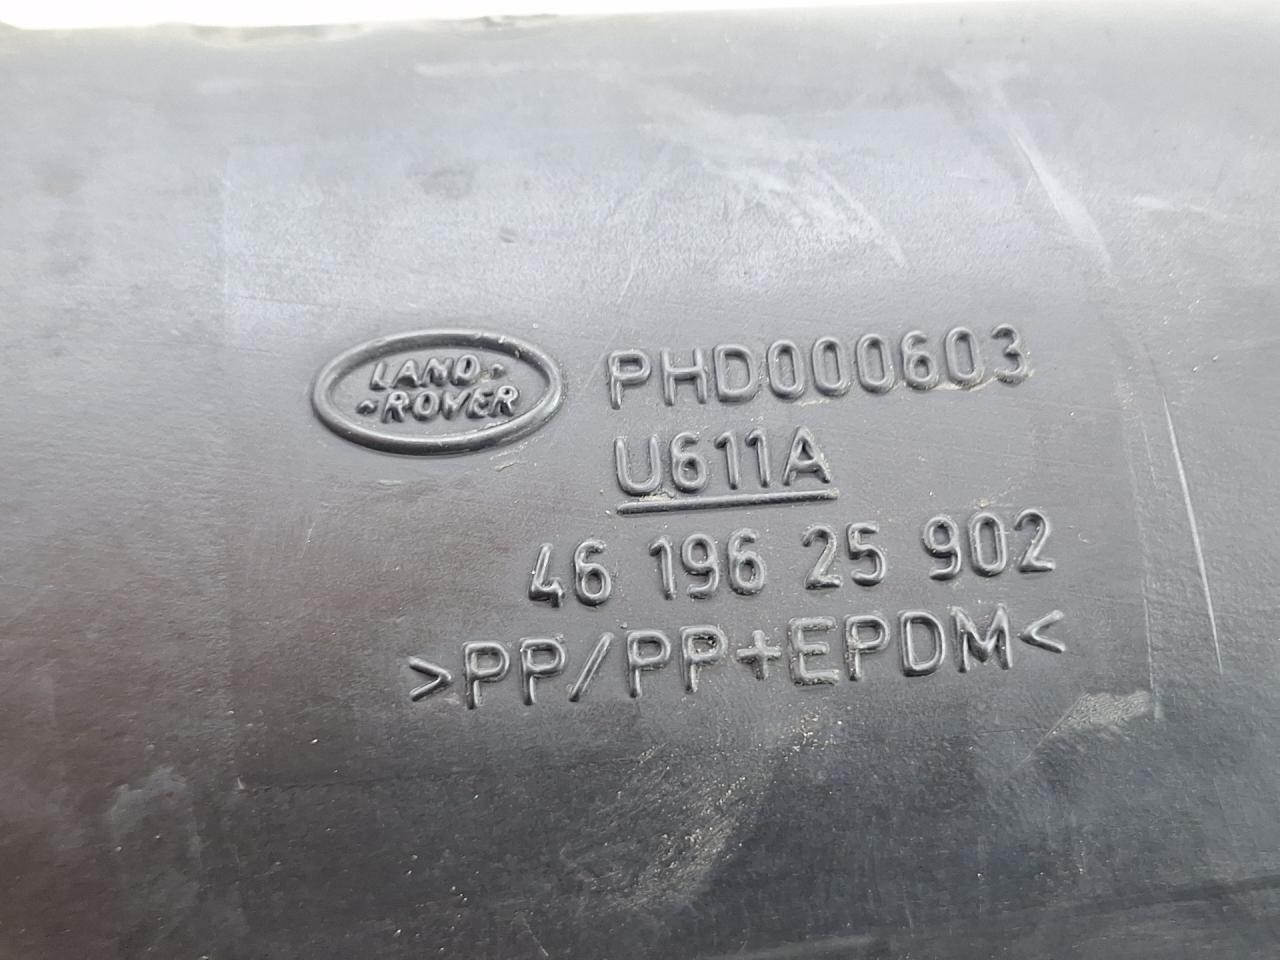 LAND-
-ROVER
PHD000603
U611A
46 196 25 902
>PP/PP+EPDM<